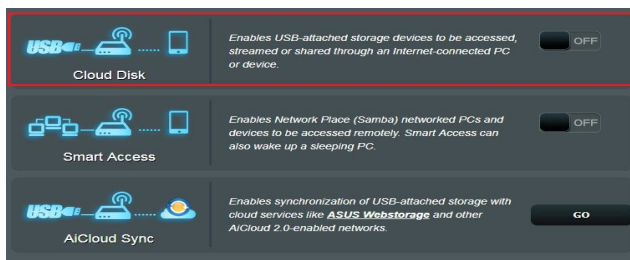 USB
Cloud Disk
Enables USB-attached storage devices to be accessed,
streamed or shared through an Internet-connected PC
or device.
OFF
Smart Access
Enables Network Place (Samba) networked PCs and
devices to be accessed remotely. Smart Access can
also wake up a sleeping PC.
OFF
USB
AiCloud Sync
Enables synchronization of USB-attached storage with
cloud services like ASUS Webstorage and other
AiCloud 2.0-enabled networks.
GO